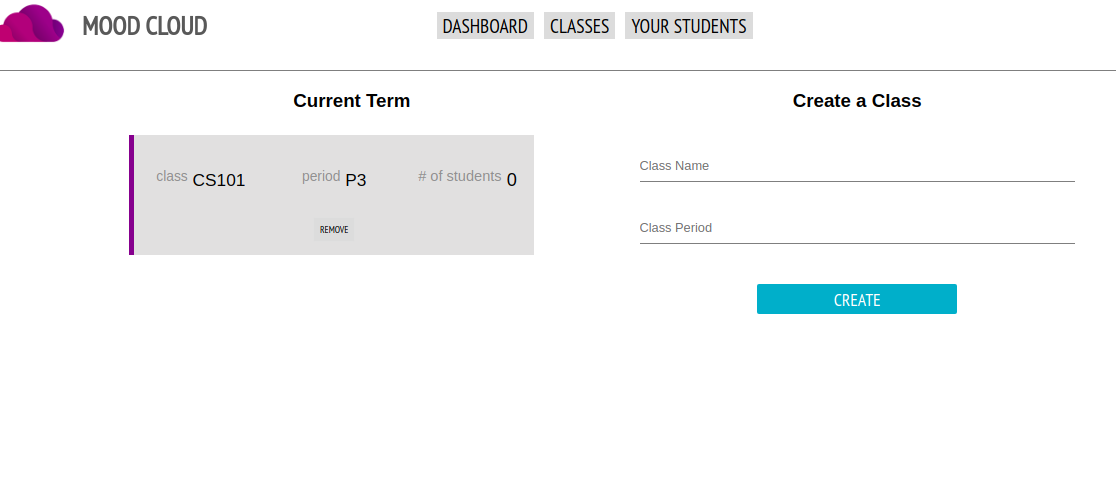 MOOD CLOUD
DASHBOARD CLASSES YOUR STUDENTS
Current Term
class CS101 period P3 # of students 0
REMOVE
Create a Class
Class Name
Class Period
CREATE